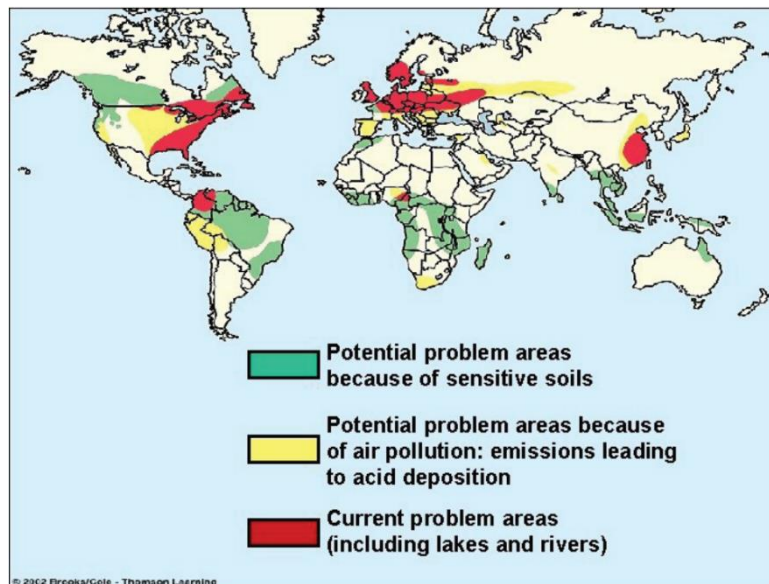 Potential problem areas
because of sensitive soils
Potential problem areas because
of air pollution: emissions leading
to acid deposition
Current problem areas
(including lakes and rivers)
© 2002 Brooks/Cole - Thomson Learning